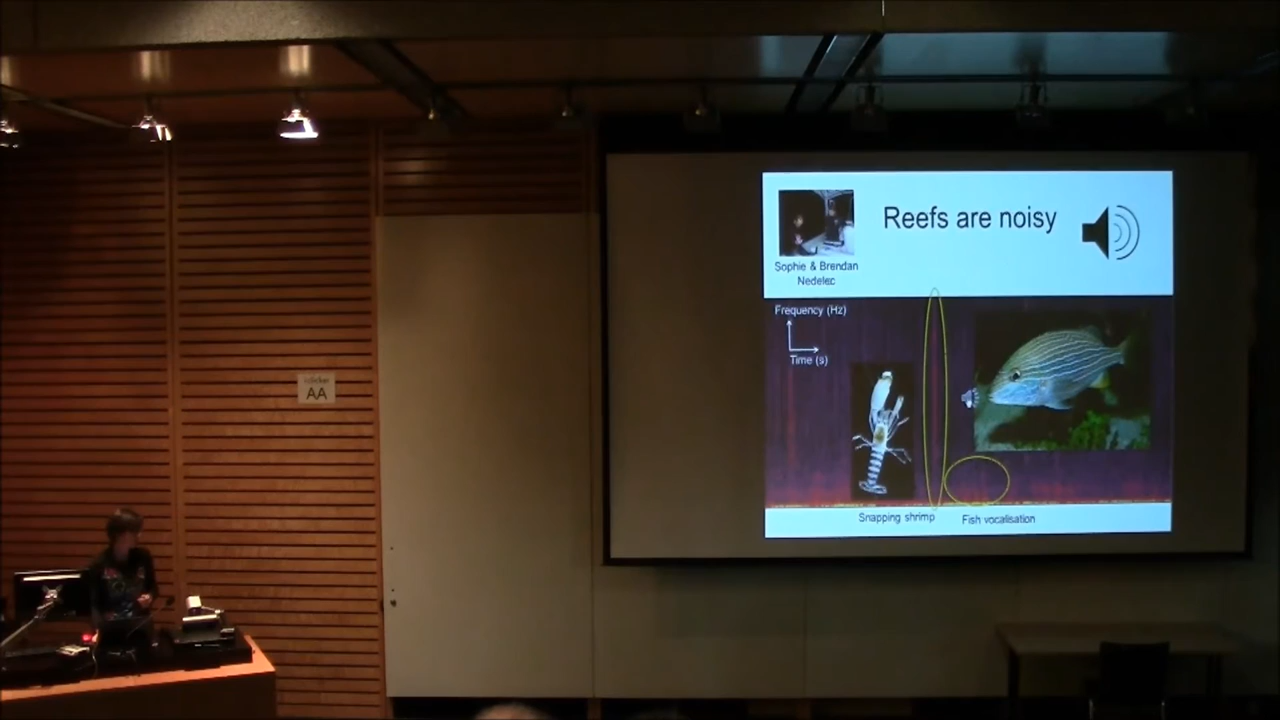 Reefs are noisy
Sophie & Brendan
Nedelec
Frequency (Hz)
Time (s)
Snapping shrimp
Fish vocalisation
AA